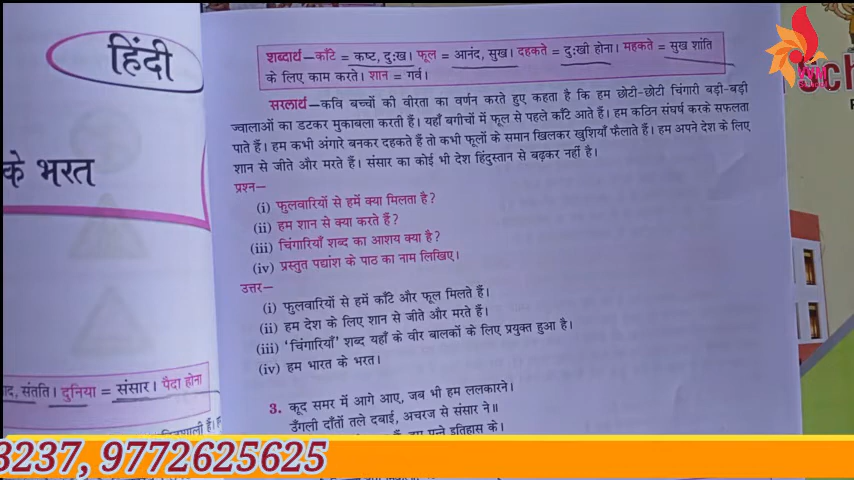 हिंदी
के भरत
संतति। दुनिया = संसार। पैदा होना
शब्दार्थ—काँटे = कष्ट, दुःख। फूल = आनंद, सुख। दहकते = दुःखी होना। महकते = सुख शांति
के लिए काम करते। शान = गर्व।
सरलार्थ—कवि बच्चों की वीरता का वर्णन करते हुए कहता है कि हम छोटी-छोटी चिंगारी बड़ी-बड़ी
ज्वालाओं का डटकर मुकाबला करती हैं। यहाँ बगीचों में फूल से पहले काँटे आते हैं। हम कठिन संघर्ष करके सफलता
पाते हैं। हम कभी अंगारे बनकर दहकते हैं तो कभी फूलों के समान खिलकर खुशियाँ फैलाते हैं। हम अपने देश के लिए
शान से जीते और मरते हैं। संसार का कोई भी देश हिंदुस्तान से बढ़कर नहीं है।
प्रश्न—
(i) फुलवारियों से हमें क्या मिलता है?
(ii) हम शान से क्या करते हैं?
(iii) चिंगारियाँ शब्द का आशय क्या है?
(iv) प्रस्तुत पद्यांश के पाठ का नाम लिखिए।
उत्तर—
(i) फुलवारियों से हमें काँटे और फूल मिलते हैं।
(ii) हम देश के लिए शान से जीते और मरते हैं।
(iii) 'चिंगारियाँ' शब्द यहाँ के वीर बालकों के लिए प्रयुक्त हुआ है।
(iv) हम भारत के भरत।
3. कूद समर में आगे आए, जब भी हम ललकारने।
उँगली दाँतों तले दबाई, अचरज से संसार ने॥
3237, 9772625625